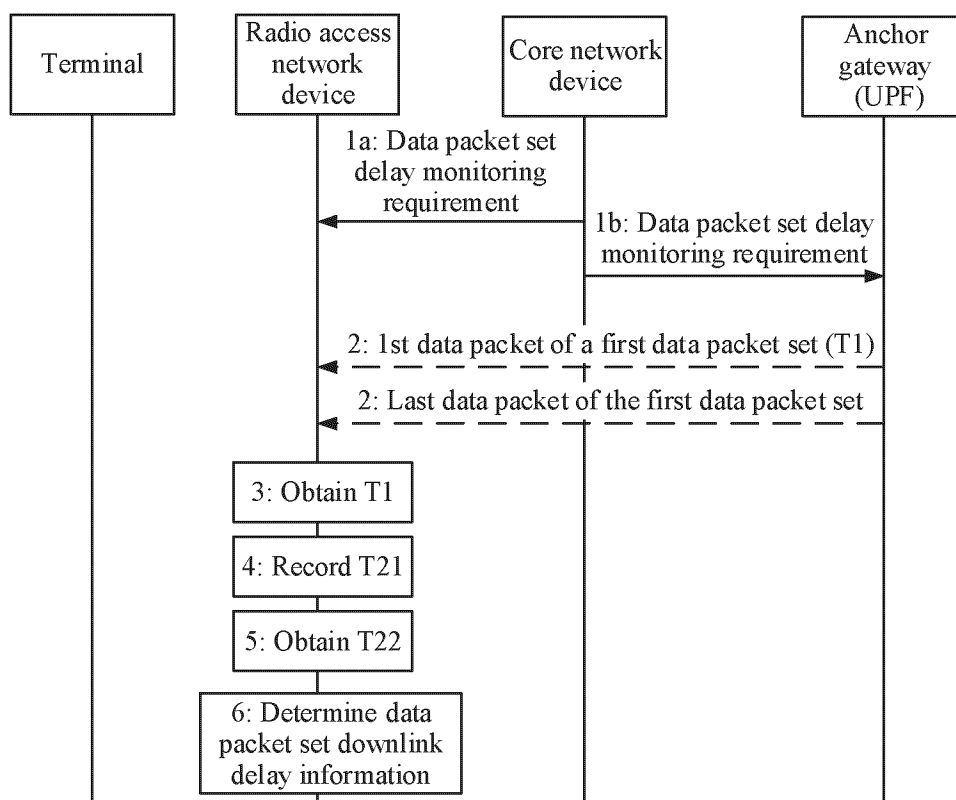 Terminal
Radio access
network
device
Core network
device
Anchor
gateway
(UPF)
1a: Data packet set
delay monitoring
requirement
1b: Data packet set delay
monitoring requirement
2: 1st data packet of a first data packet set (T1)
2: Last data packet of the first data packet set
3: Obtain T1
4: Record T21
5: Obtain T22
6: Determine data
packet set downlink
delay information